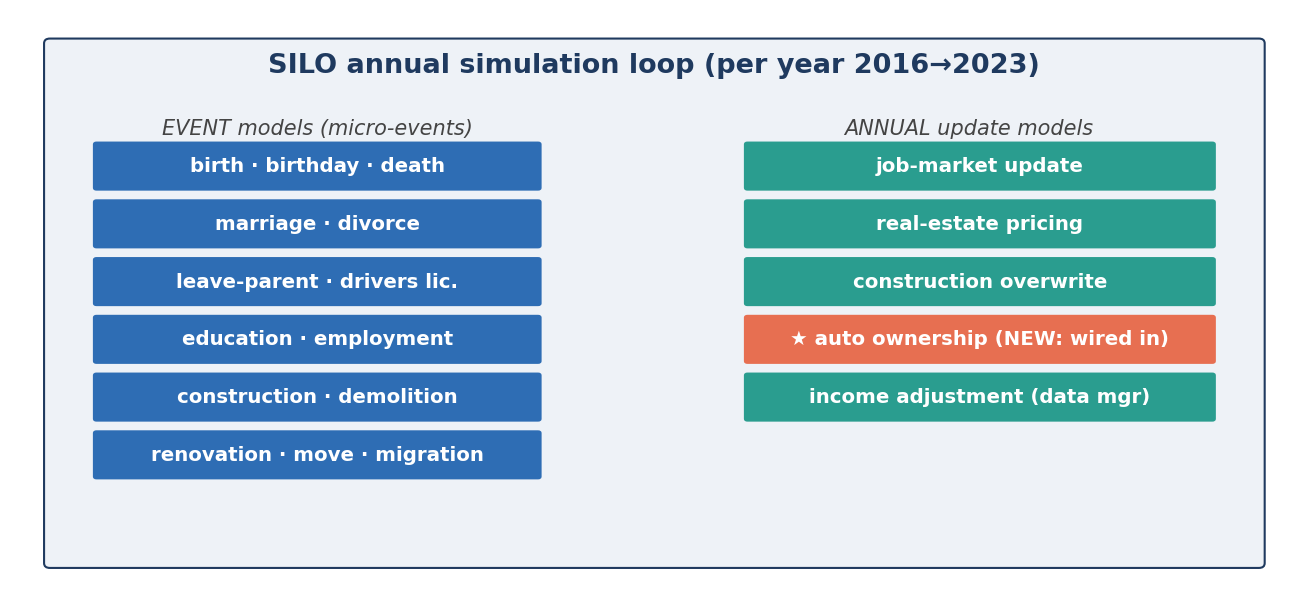 SILO annual simulation loop (per year 2016→2023)
EVENT models (micro-events)
birth · birthday · death
marriage · divorce
leave-parent · drivers lic.
education · employment
construction · demolition
renovation · move · migration
ANNUAL update models
job-market update
real-estate pricing
construction overwrite
★ auto ownership (NEW: wired in)
income adjustment (data mgr)